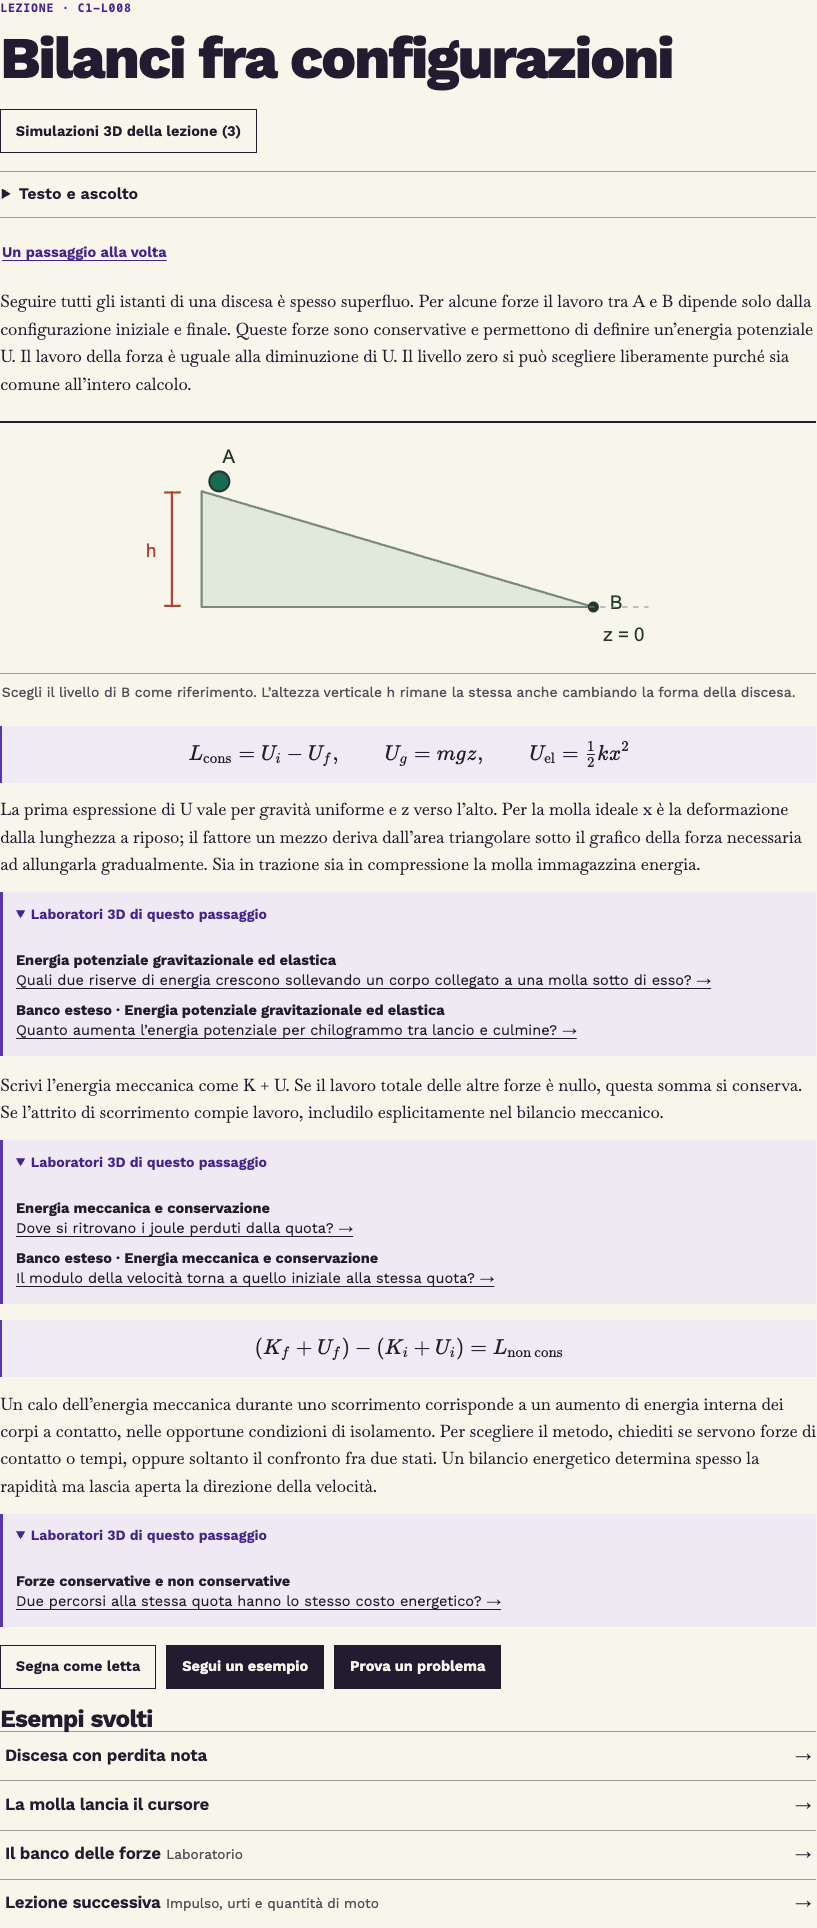 LEZIONE · C1–L008
Bilanci fra configurazioni
Simulazioni 3D della lezione (3)
▶ Testo e ascolto
Un passaggio alla volta
Seguire tutti gli istanti di una discesa è spesso superfluo. Per alcune forze il lavoro tra A e B dipende solo dalla
configurazione iniziale e finale. Queste forze sono conservative e permettono di definire un’energia potenziale
U. Il lavoro della forza è uguale alla diminuzione di U. Il livello zero si può scegliere liberamente purché sia
comune all’intero calcolo.
A
h
B
z = 0
Scegli il livello di B come riferimento. L’altezza verticale h rimane la stessa anche cambiando la forma della discesa.
L_cons = U_i − U_f,   U_g = mgz,   U_el = ½kx²
La prima espressione di U vale per gravità uniforme e z verso l’alto. Per la molla ideale x è la deformazione
dalla lunghezza a riposo; il fattore un mezzo deriva dall’area triangolare sotto il grafico della forza necessaria
ad allungarla gradualmente. Sia in trazione sia in compressione la molla immagazzina energia.
▼ Laboratori 3D di questo passaggio
Energia potenziale gravitazionale ed elastica
Quali due riserve di energia crescono sollevando un corpo collegato a una molla sotto di esso? →
Banco esteso · Energia potenziale gravitazionale ed elastica
Quanto aumenta l’energia potenziale per chilogrammo tra lancio e culmine? →
Scrivi l’energia meccanica come K + U. Se il lavoro totale delle altre forze è nullo, questa somma si conserva.
Se l’attrito di scorrimento compie lavoro, includilo esplicitamente nel bilancio meccanico.
▼ Laboratori 3D di questo passaggio
Energia meccanica e conservazione
Dove si ritrovano i joule perduti dalla quota? →
Banco esteso · Energia meccanica e conservazione
Il modulo della velocità torna a quello iniziale alla stessa quota? →
(K_f + U_f) − (K_i + U_i) = L_non cons
Un calo dell’energia meccanica durante uno scorrimento corrisponde a un aumento di energia interna dei
corpi a contatto, nelle opportune condizioni di isolamento. Per scegliere il metodo, chiediti se servono forze di
contatto o tempi, oppure soltanto il confronto fra due stati. Un bilancio energetico determina spesso la
rapidità ma lascia aperta la direzione della velocità.
▼ Laboratori 3D di questo passaggio
Forze conservative e non conservative
Due percorsi alla stessa quota hanno lo stesso costo energetico? →
Segna come letta   Segui un esempio   Prova un problema
Esempi svolti
Discesa con perdita nota →
La molla lancia il cursore →
Il banco delle forze Laboratorio →
Lezione successiva Impulso, urti e quantità di moto →